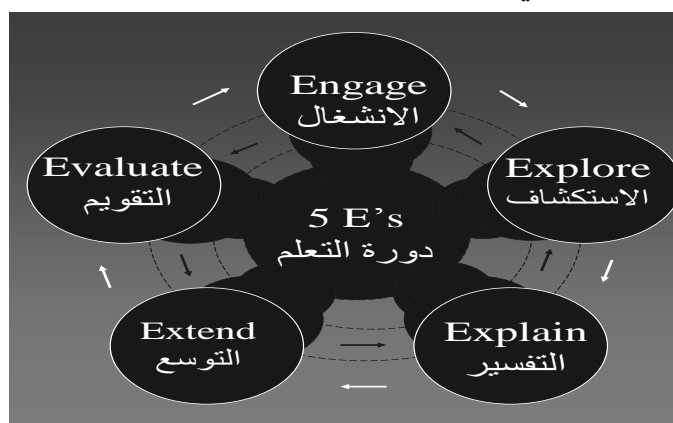 Engage
الانشغال
Evaluate
التقويم
Explore
الاستكشاف
5 E's
دورة التعلم
Extend
التوسع
Explain
التفسير